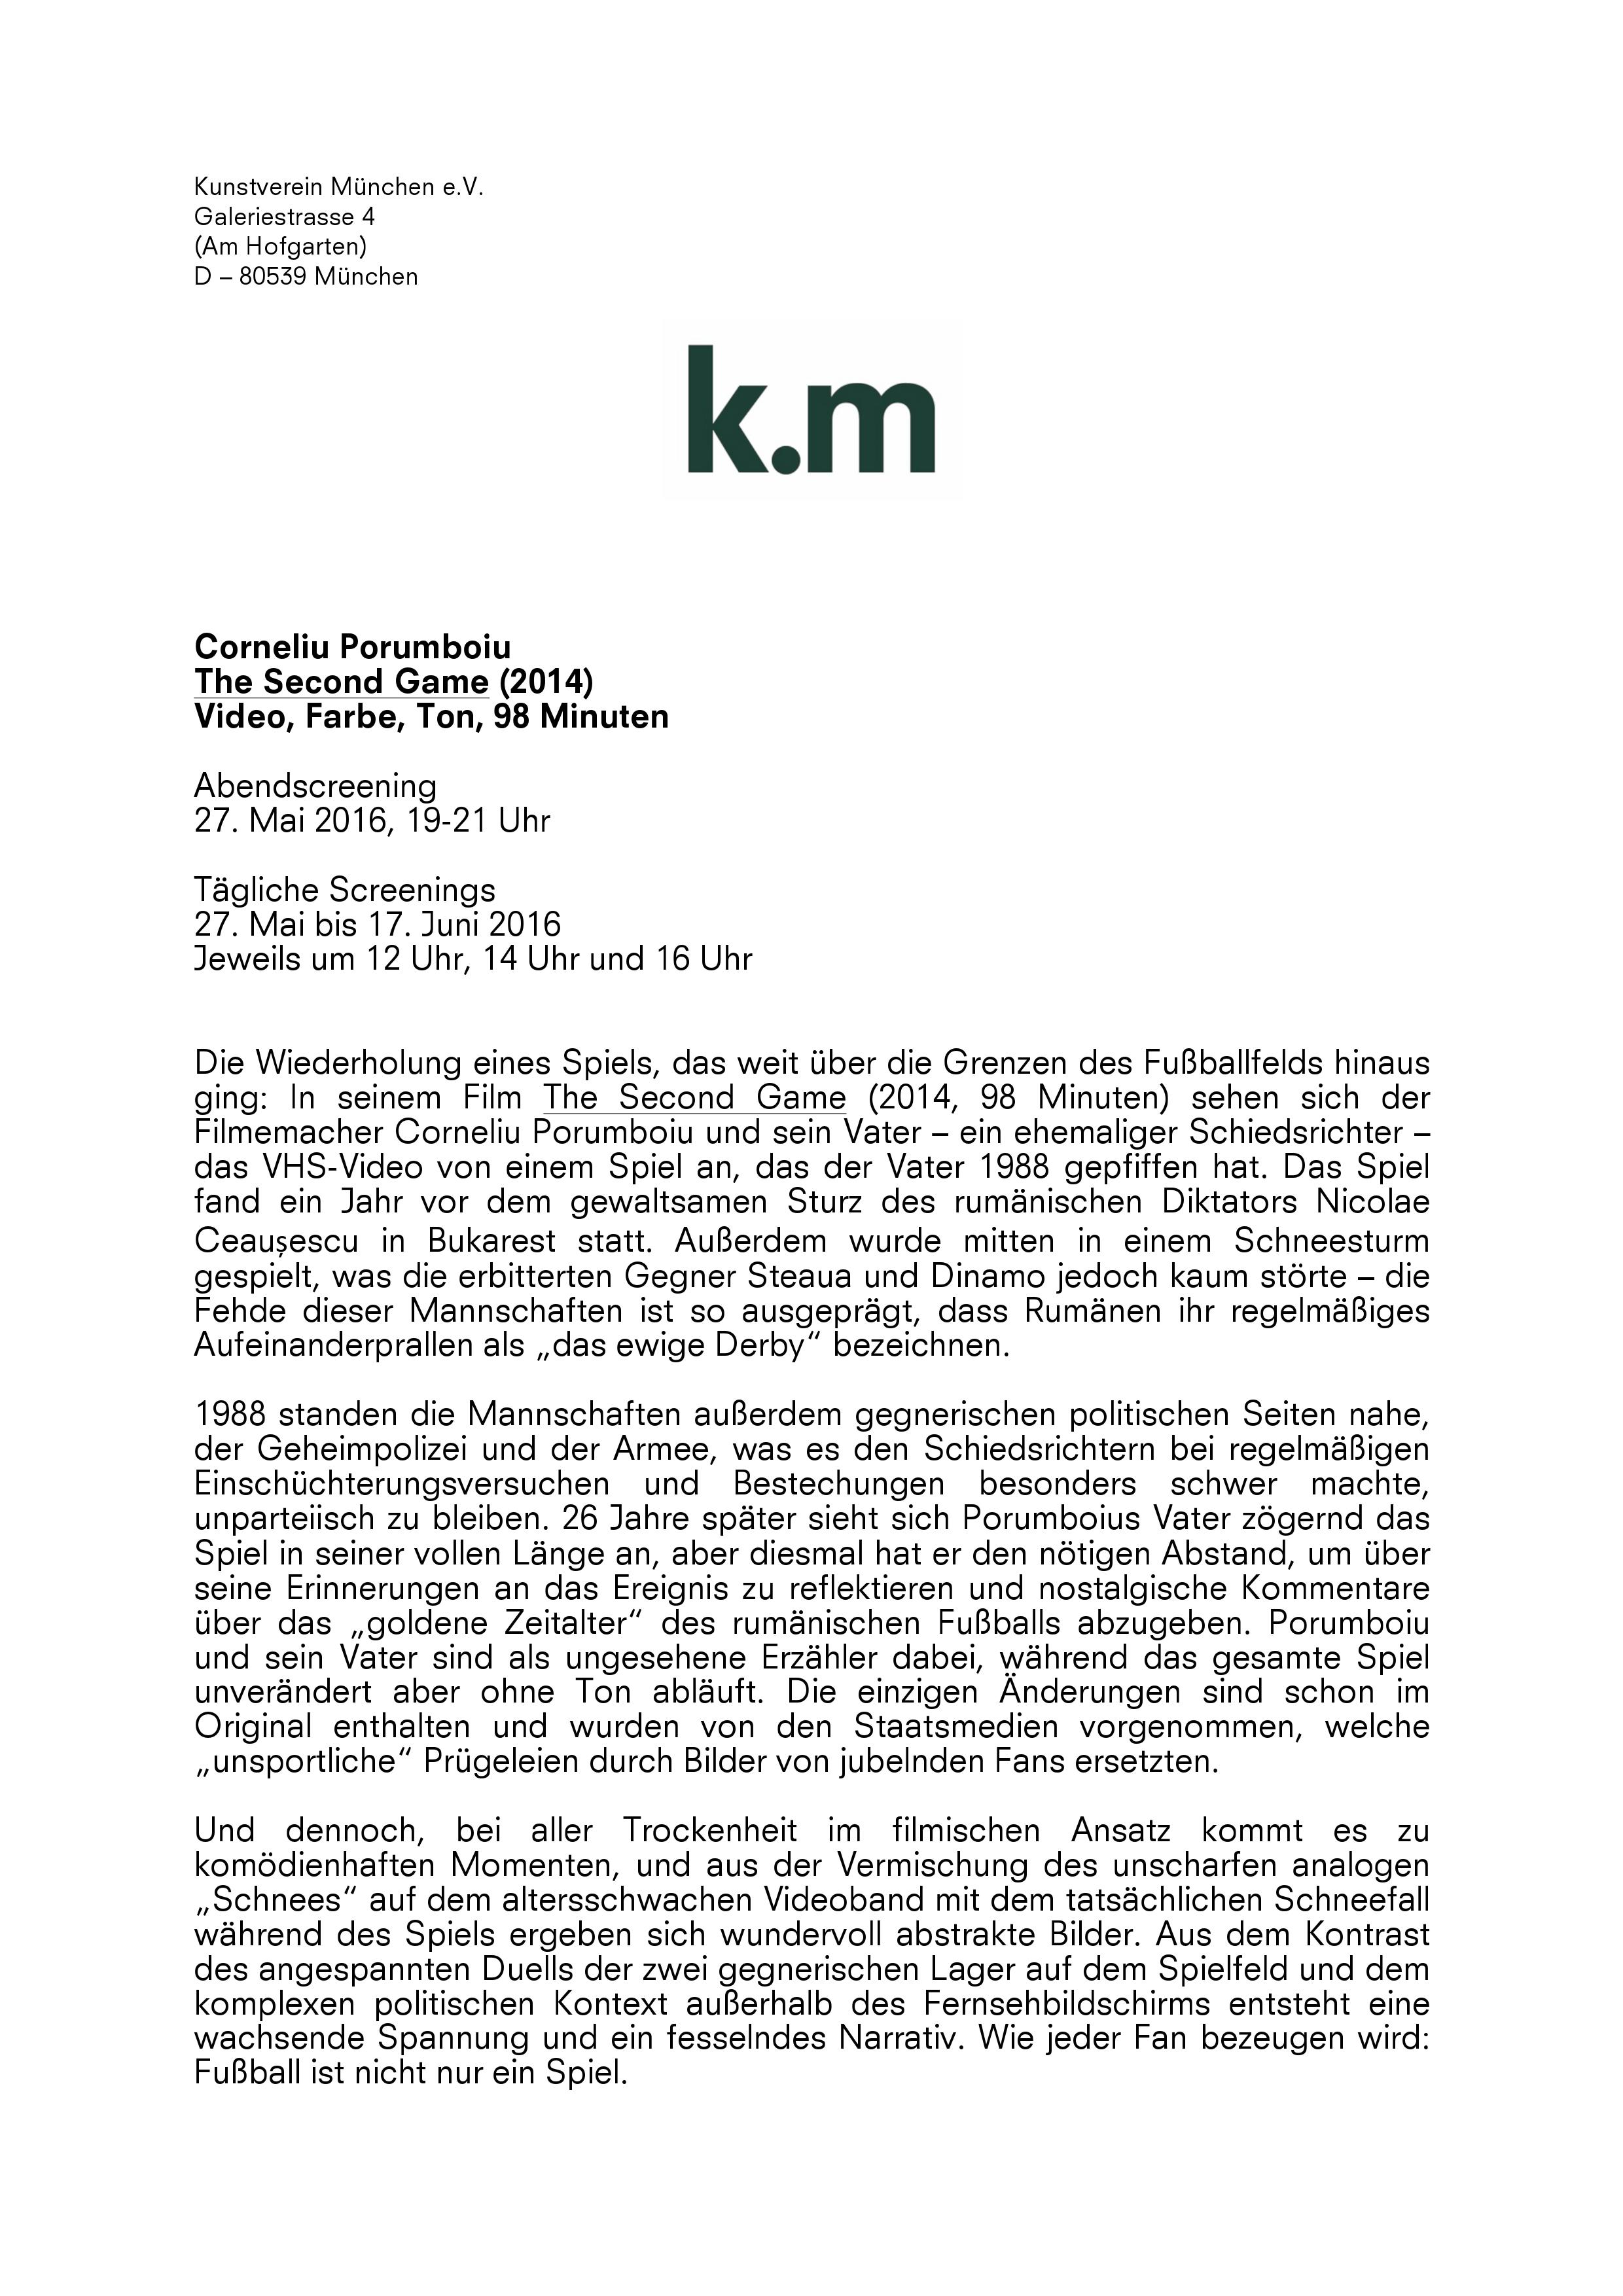 Kunstverein München e.V.
Galeriestrasse 4
(Am Hofgarten)
D – 80539 München
k.m
Corneliu Porumboiu
The Second Game (2014)
Video, Farbe, Ton, 98 Minuten
Abendscreening
27. Mai 2016, 19-21 Uhr
Tägliche Screenings
27. Mai bis 17. Juni 2016
Jeweils um 12 Uhr, 14 Uhr und 16 Uhr
Die Wiederholung eines Spiels, das weit über die Grenzen des Fußballfelds hinaus
ging: In seinem Film The Second Game (2014, 98 Minuten) sehen sich der
Filmemacher Corneliu Porumboiu und sein Vater – ein ehemaliger Schiedsrichter –
das VHS-Video von einem Spiel an, das der Vater 1988 gepfiffen hat. Das Spiel
fand ein Jahr vor dem gewaltsamen Sturz des rumänischen Diktators Nicolae
Ceaușescu in Bukarest statt. Außerdem wurde mitten in einem Schneesturm
gespielt, was die erbitterten Gegner Steaua und Dinamo jedoch kaum störte – die
Fehde dieser Mannschaften ist so ausgeprägt, dass Rumänen ihr regelmäßiges
Aufeinanderprallen als „das ewige Derby“ bezeichnen.
1988 standen die Mannschaften außerdem gegnerischen politischen Seiten nahe,
der Geheimpolizei und der Armee, was es den Schiedsrichtern bei regelmäßigen
Einschüchterungsversuchen und Bestechungen besonders schwer machte,
unparteiisch zu bleiben. 26 Jahre später sieht sich Porumboius Vater zögernd das
Spiel in seiner vollen Länge an, aber diesmal hat er den nötigen Abstand, um über
seine Erinnerungen an das Ereignis zu reflektieren und nostalgische Kommentare
über das „goldene Zeitalter“ des rumänischen Fußballs abzugeben. Porumboiu
und sein Vater sind als ungesehene Erzähler dabei, während das gesamte Spiel
unverändert aber ohne Ton abläuft. Die einzigen Änderungen sind schon im
Original enthalten und wurden von den Staatsmedien vorgenommen, welche
„unsportliche“ Prügeleien durch Bilder von jubelnden Fans ersetzten.
Und dennoch, bei aller Trockenheit im filmischen Ansatz kommt es zu
komödienhaften Momenten, und aus der Vermischung des unscharfen analogen
„Schnees“ auf dem altersschwachen Videoband mit dem tatsächlichen Schneefall
während des Spiels ergeben sich wundervoll abstrakte Bilder. Aus dem Kontrast
des angespannten Duells der zwei gegnerischen Lager auf dem Spielfeld und dem
komplexen politischen Kontext außerhalb des Fernsehbildschirms entsteht eine
wachsende Spannung und ein fesselndes Narrativ. Wie jeder Fan bezeugen wird:
Fußball ist nicht nur ein Spiel.